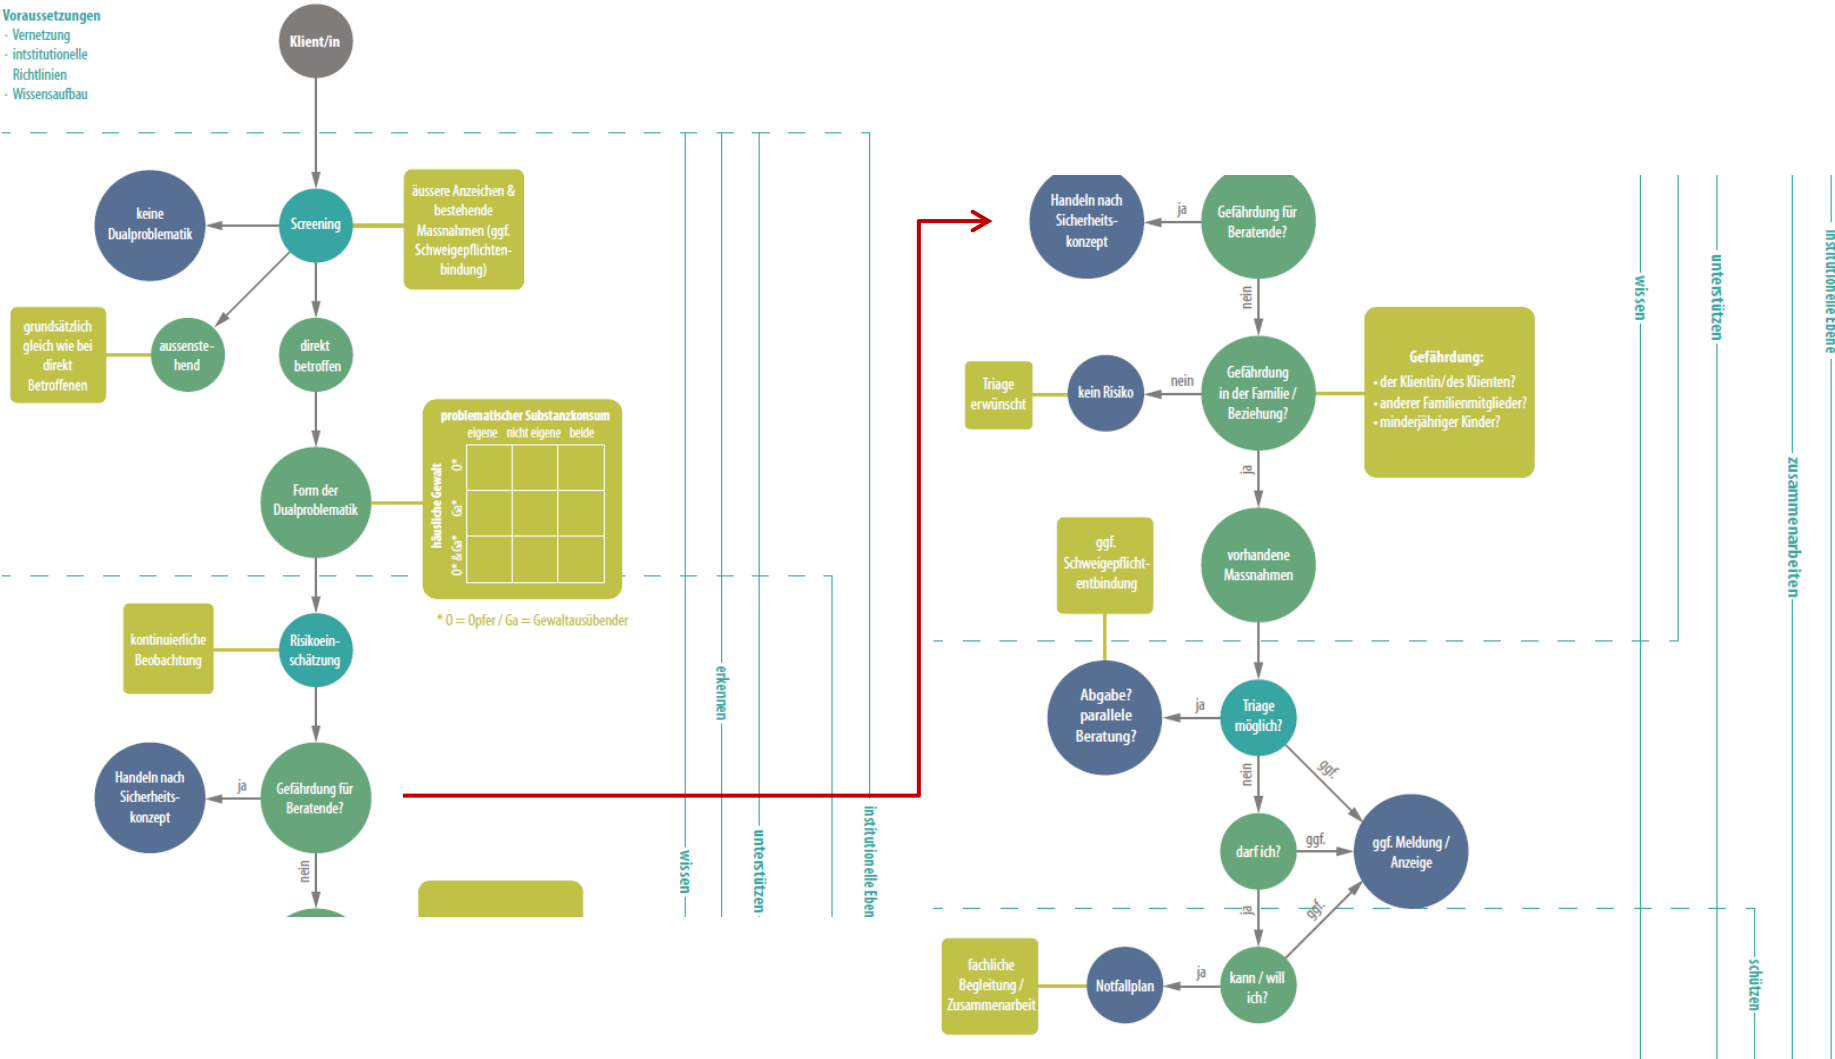 Voraussetzungen
· Vernetzung
· intstitutionelle
Richtlinien
· Wissensaufbau
Klient/in
keine
Dualproblematik
Screening
äussere Anzeichen &
bestehende
Massnahmen (ggf.
Schweigepflichten-
bindung)
grundsätzlich
gleich wie bei
direkt
Betroffenen
aussenste-
hend
direkt
betroffen
Form der
Dualproblematik
problematischer Substanzkonsum
eigene nicht eigene beide
häusliche Gewalt
O*
Ga*
O* & Ga*
* O = Opfer / Ga = Gewaltausübender
kontinuierliche
Beobachtung
Risikoein-
schätzung
Handeln nach
Sicherheits-
konzept
ja
Gefährdung für
Beratende?
nein
wissen
erkennen
unterstützen
institutionelle Eben
Handeln nach
Sicherheits-
konzept
ja
Gefährdung für
Beratende?
nein
Triage
erwünscht
kein Risiko
nein
Gefährdung
in der Familie /
Beziehung?
Gefährdung:
• der Klientin/des Klienten?
• anderer Familienmitglieder?
• minderjähriger Kinder?
ja
ggf.
Schweigepflicht-
entbindung
vorhandene
Massnahmen
Abgabe?
parallele
Beratung?
ja
Triage
möglich?
ggf.
nein
darf ich?
ggf.
ggf. Meldung /
Anzeige
ja
ggf.
fachliche
Begleitung /
Zusammenarbeit
Notfallplan
ja
kann / will
ich?
wissen
unterstützen
zusammenarbeiten
schützen
institutionelle Ebene